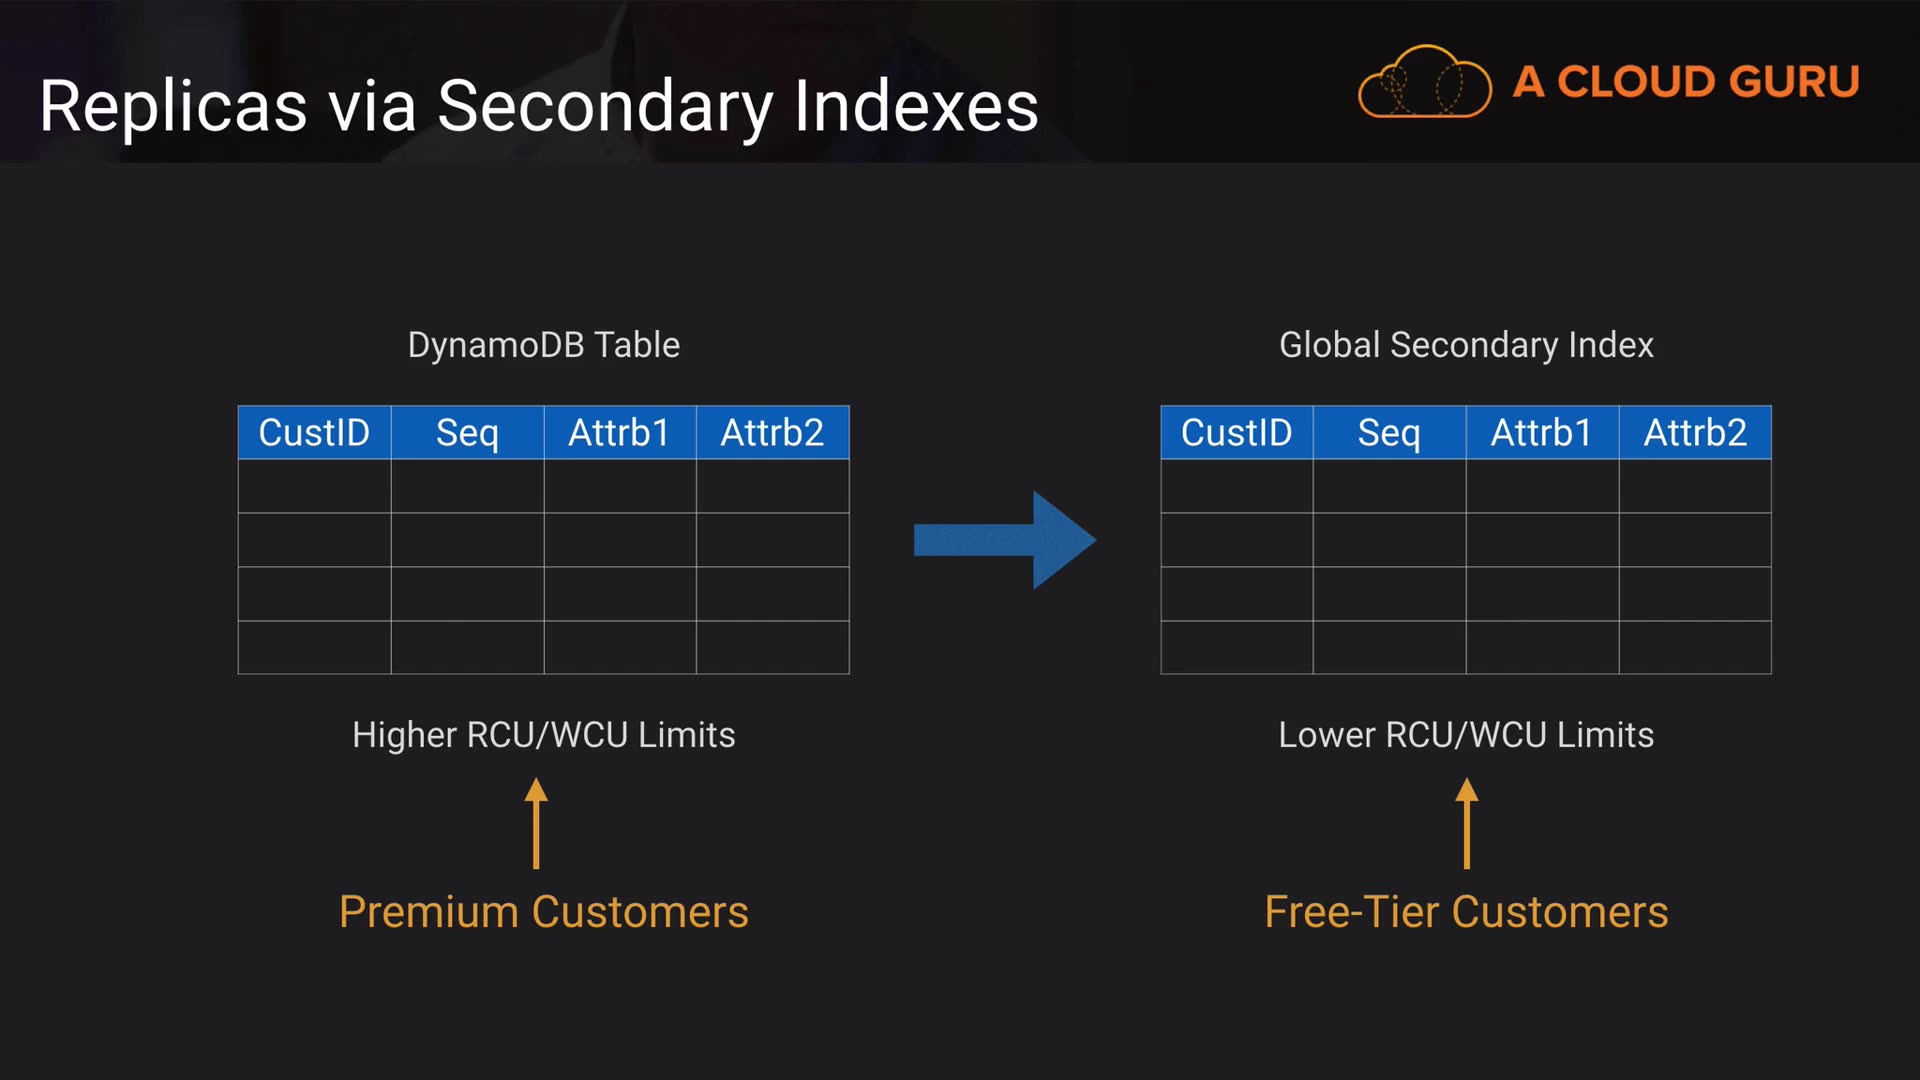 Replicas via Secondary Indexes
A CLOUD GURU
DynamoDB Table
Global Secondary Index
CustID Seq Attrb1 Attrb2
CustID Seq Attrb1 Attrb2
Higher RCU/WCU Limits
Lower RCU/WCU Limits
Premium Customers
Free-Tier Customers